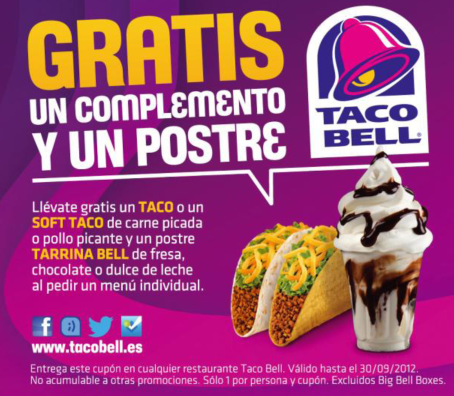 GRATIS
UN COMPLEMENTO
Y UN POSTRE
TACO
BELL
Llévate gratis un TACO o un
SOFT TACO de carne picada
o pollo picante y un postre
TARRINA BELL de fresa,
chocolate o dulce de leche
al pedir un menú individual.
www.tacobell.es
Entrega este cupón en cualquier restaurante Taco Bell. Válido hasta el 30/09/2012.
No acumulable a otras promociones. Sólo 1 por persona y cupón. Excluidos Big Bell Boxes.